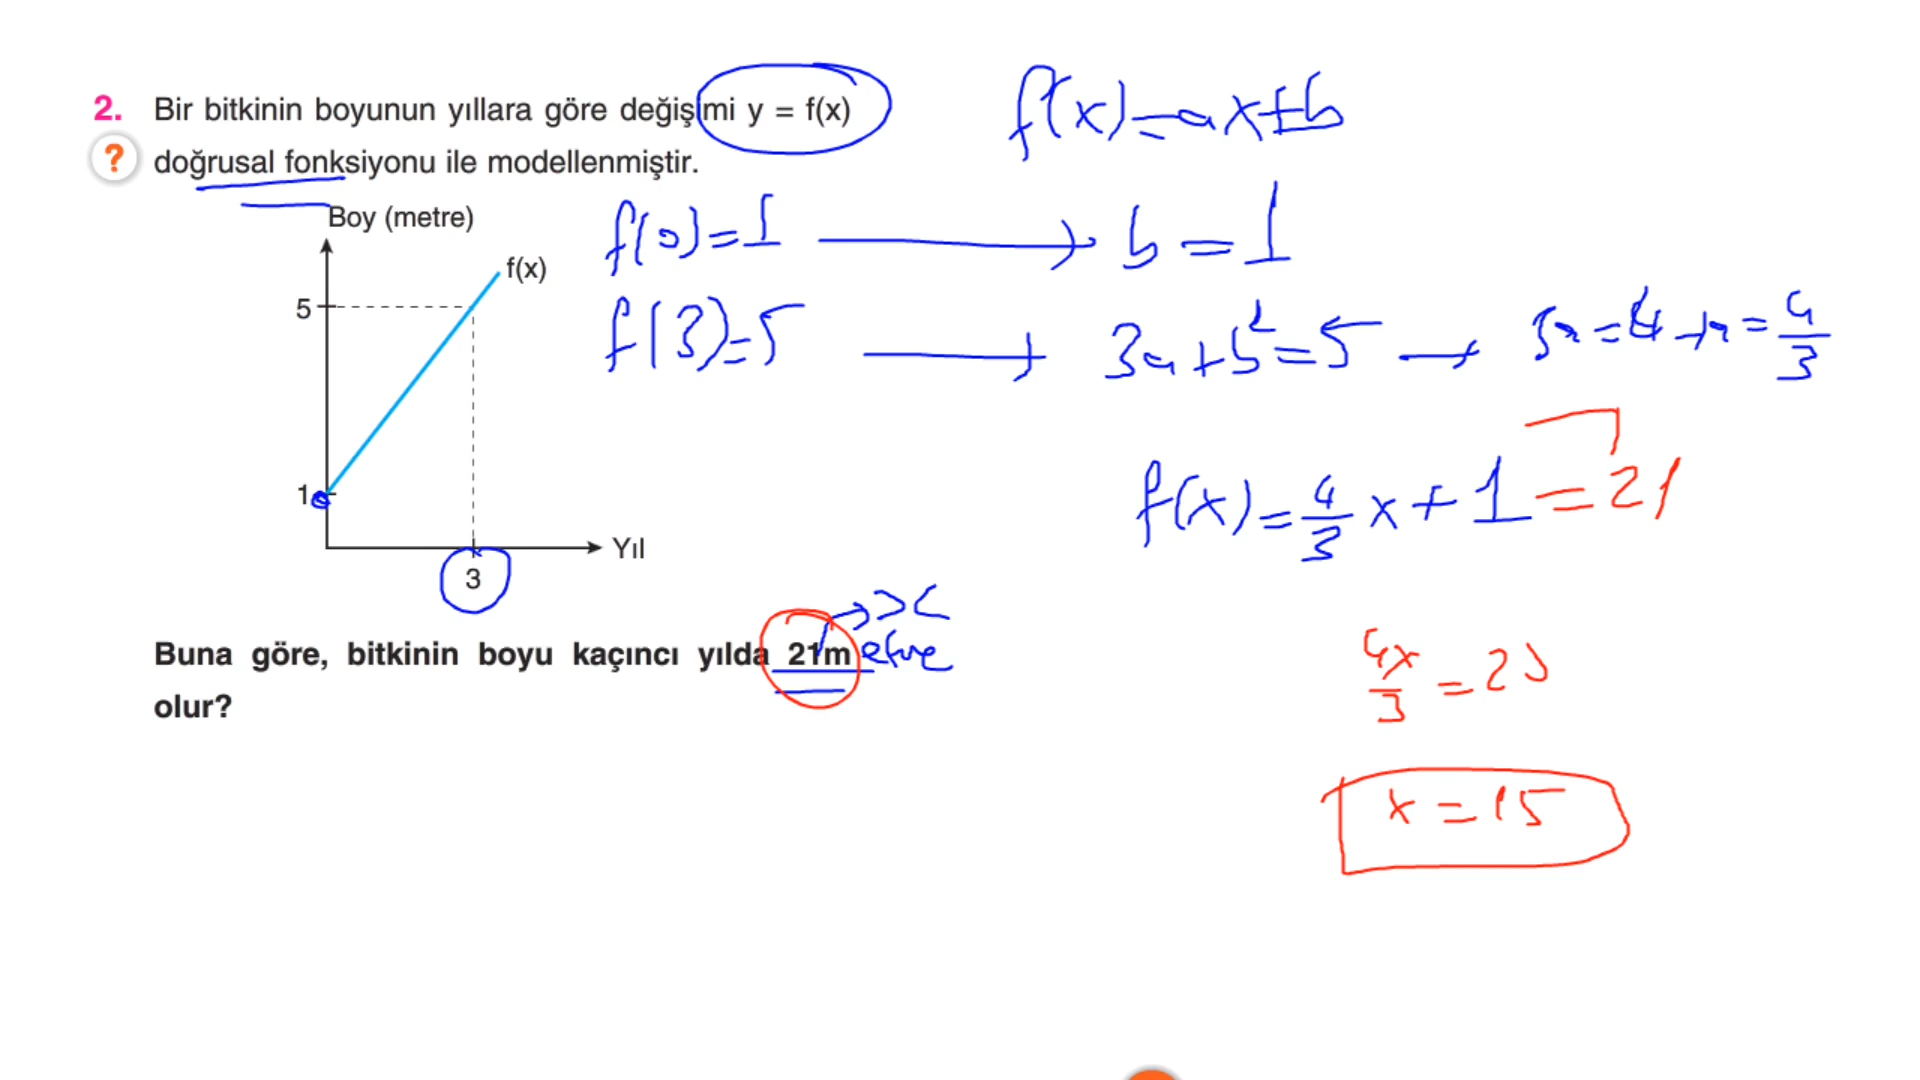 2. Bir bitkinin boyunun yıllara göre değişimi y = f(x)
? doğrusal fonksiyonu ile modellenmiştir.
f(x)=ax+b
Boy (metre)
f(x)
5
1
3
Yıl
f(0)=1 → b=1
f(3)=5 → 3a+b=5 → 3a=4 → a=4/3
f(x)=4/3 x+1=21
x
Buna göre, bitkinin boyu kaçıncı yılda 21m
olur?
4x/3=20
x=15